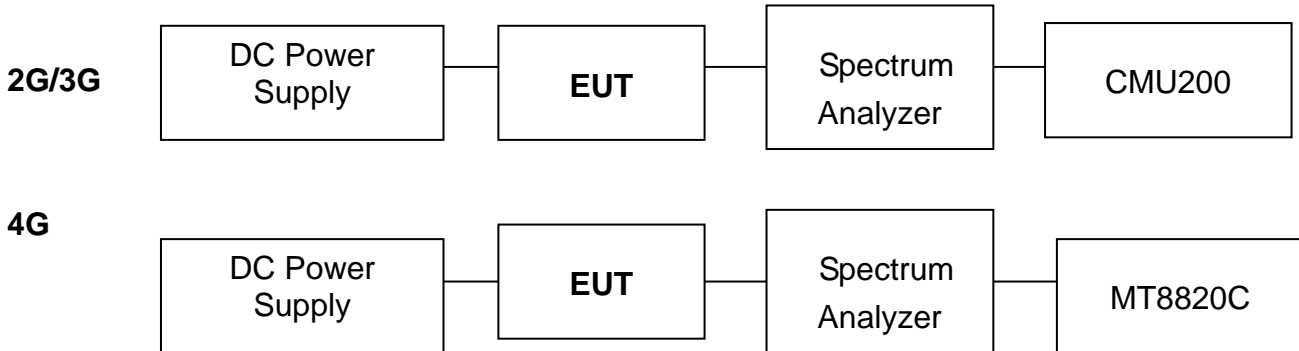 2G/3G
DC Power
Supply
EUT
Spectrum
Analyzer
CMU200
4G
DC Power
Supply
EUT
Spectrum
Analyzer
MT8820C